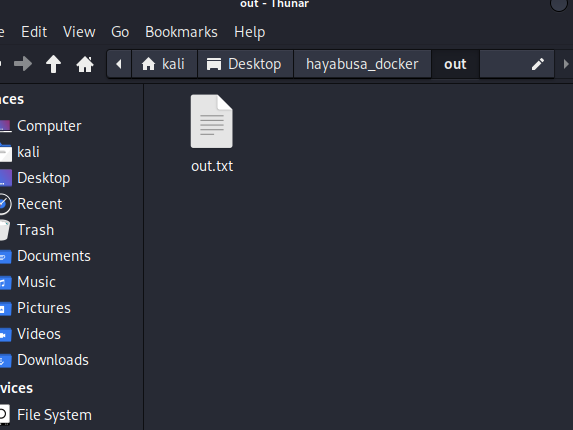 out - Thunar
e Edit View Go Bookmarks Help
kali Desktop hayabusa_docker out
aces
Computer
kali
Desktop
Recent
Trash
Documents
Music
Pictures
Videos
Downloads
vices
File System
out.txt